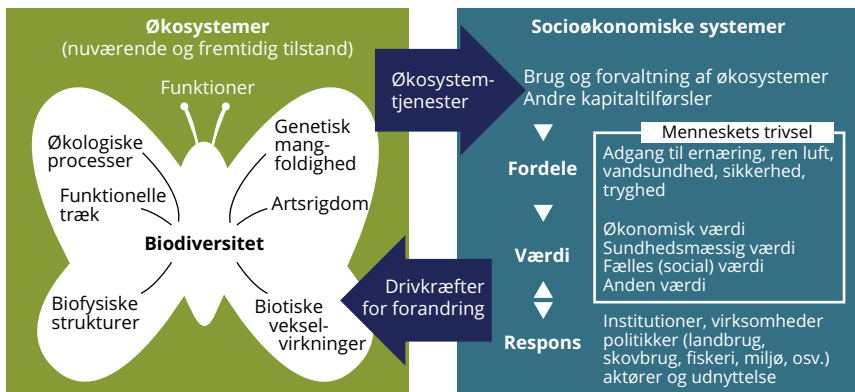 Økosystemer
(nuværende og fremtidig tilstand)
Funktioner
Økologiske
processer
Genetisk
mang-
foldighed
Funktionelle
træk
Artsrigdom
Biodiversitet
Biofysiske
strukturer
Biotiske
veksel-
virkninger
Økosystem-
tjenester
Drivkræfter
for forandring
Socioøkonomiske systemer
Brug og forvaltning af økosystemer
Andre kapitaltilførsler
Menneskets trivsel
Fordele
Adgang til ernæring, ren luft,
vandsundhed, sikkerhed,
tryghed
Værdi
Økonomisk værdi
Sundhedsmæssig værdi
Fælles (social) værdi
Anden værdi
Respons
Institutioner, virksomheder
politikker (landbrug,
skovbrug, fiskeri, miljø, osv.)
aktører og udnyttelse